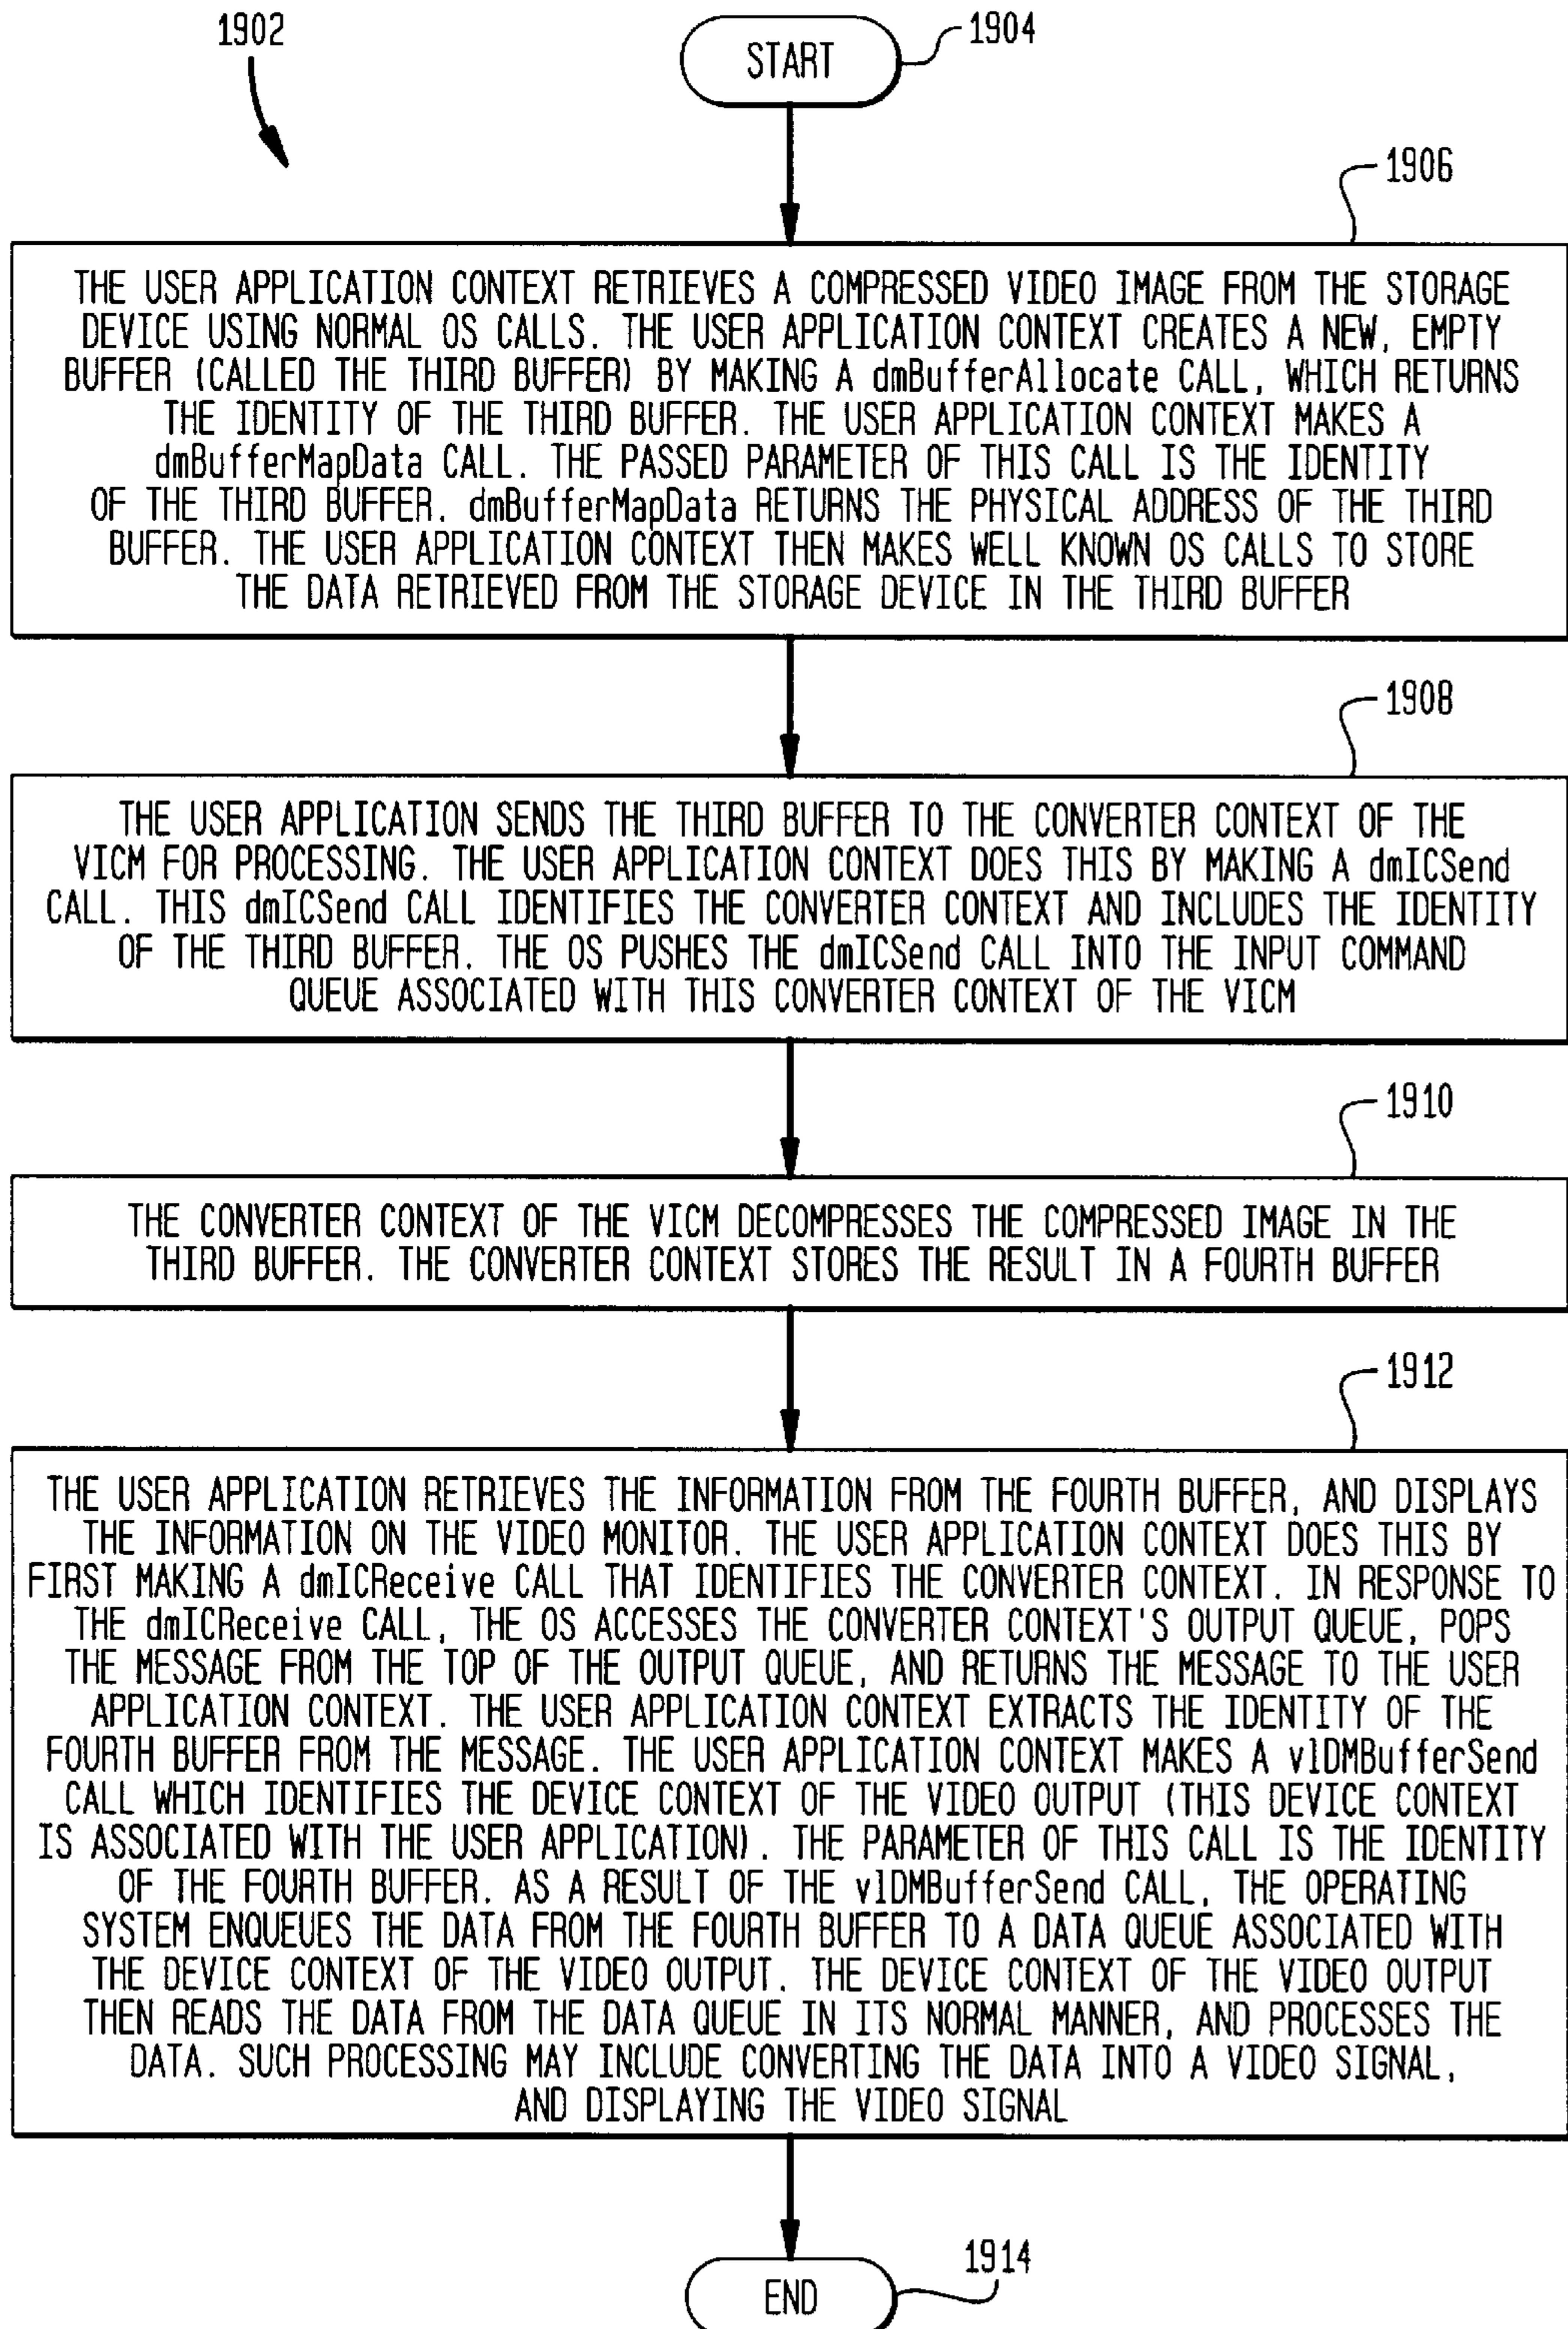 1902
START
1904
1906
THE USER APPLICATION CONTEXT RETRIEVES A COMPRESSED VIDEO IMAGE FROM THE STORAGE
DEVICE USING NORMAL OS CALLS. THE USER APPLICATION CONTEXT CREATES A NEW, EMPTY
BUFFER (CALLED THE THIRD BUFFER) BY MAKING A dmBufferAllocate CALL, WHICH RETURNS
THE IDENTITY OF THE THIRD BUFFER. THE USER APPLICATION CONTEXT MAKES A
dmBufferMapData CALL. THE PASSED PARAMETER OF THIS CALL IS THE IDENTITY
OF THE THIRD BUFFER. dmBufferMapData RETURNS THE PHYSICAL ADDRESS OF THE THIRD
BUFFER. THE USER APPLICATION CONTEXT THEN MAKES WELL KNOWN OS CALLS TO STORE
THE DATA RETRIEVED FROM THE STORAGE DEVICE IN THE THIRD BUFFER
1908
THE USER APPLICATION SENDS THE THIRD BUFFER TO THE CONVERTER CONTEXT OF THE
VICM FOR PROCESSING. THE USER APPLICATION CONTEXT DOES THIS BY MAKING A dmICSend
CALL. THIS dmICSend CALL IDENTIFIES THE CONVERTER CONTEXT AND INCLUDES THE IDENTITY
OF THE THIRD BUFFER. THE OS PUSHES THE dmICSend CALL INTO THE INPUT COMMAND
QUEUE ASSOCIATED WITH THIS CONVERTER CONTEXT OF THE VICM
1910
THE CONVERTER CONTEXT OF THE VICM DECOMPRESSES THE COMPRESSED IMAGE IN THE
THIRD BUFFER. THE CONVERTER CONTEXT STORES THE RESULT IN A FOURTH BUFFER
1912
THE USER APPLICATION RETRIEVES THE INFORMATION FROM THE FOURTH BUFFER, AND DISPLAYS
THE INFORMATION ON THE VIDEO MONITOR. THE USER APPLICATION CONTEXT DOES THIS BY
FIRST MAKING A dmICReceive CALL THAT IDENTIFIES THE CONVERTER CONTEXT. IN RESPONSE TO
THE dmICReceive CALL, THE OS ACCESSES THE CONVERTER CONTEXT'S OUTPUT QUEUE, POPS
THE MESSAGE FROM THE TOP OF THE OUTPUT QUEUE, AND RETURNS THE MESSAGE TO THE USER
APPLICATION CONTEXT. THE USER APPLICATION CONTEXT EXTRACTS THE IDENTITY OF THE
FOURTH BUFFER FROM THE MESSAGE. THE USER APPLICATION CONTEXT MAKES A vlDMBufferSend
CALL WHICH IDENTIFIES THE DEVICE CONTEXT OF THE VIDEO OUTPUT (THIS DEVICE CONTEXT
IS ASSOCIATED WITH THE USER APPLICATION). THE PARAMETER OF THIS CALL IS THE IDENTITY
OF THE FOURTH BUFFER. AS A RESULT OF THE vlDMBufferSend CALL, THE OPERATING
SYSTEM ENQUEUES THE DATA FROM THE FOURTH BUFFER TO A DATA QUEUE ASSOCIATED WITH
THE DEVICE CONTEXT OF THE VIDEO OUTPUT. THE DEVICE CONTEXT OF THE VIDEO OUTPUT
THEN READS THE DATA FROM THE DATA QUEUE IN ITS NORMAL MANNER, AND PROCESSES THE
DATA. SUCH PROCESSING MAY INCLUDE CONVERTING THE DATA INTO A VIDEO SIGNAL,
AND DISPLAYING THE VIDEO SIGNAL
1914
END